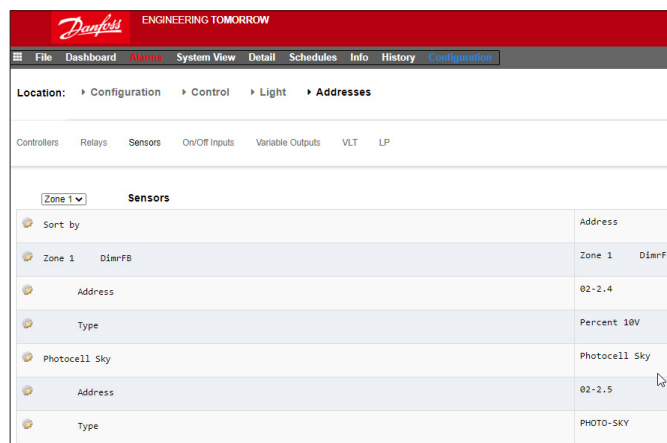 Danfoss ENGINEERING TOMORROW
File Dashboard Alarms System View Detail Schedules Info History Configuration
Location: Configuration Control Light Addresses
Controllers Relays Sensors On/Off Inputs Variable Outputs VLT LP
Zone 1 Sensors
Sort by Address
Zone 1 DimrFB Zone 1 DimrF
Address 02-2.4
Type Percent 10V
Photocell Sky Photocell Sky
Address 02-2.5
Type PHOTO-SKY